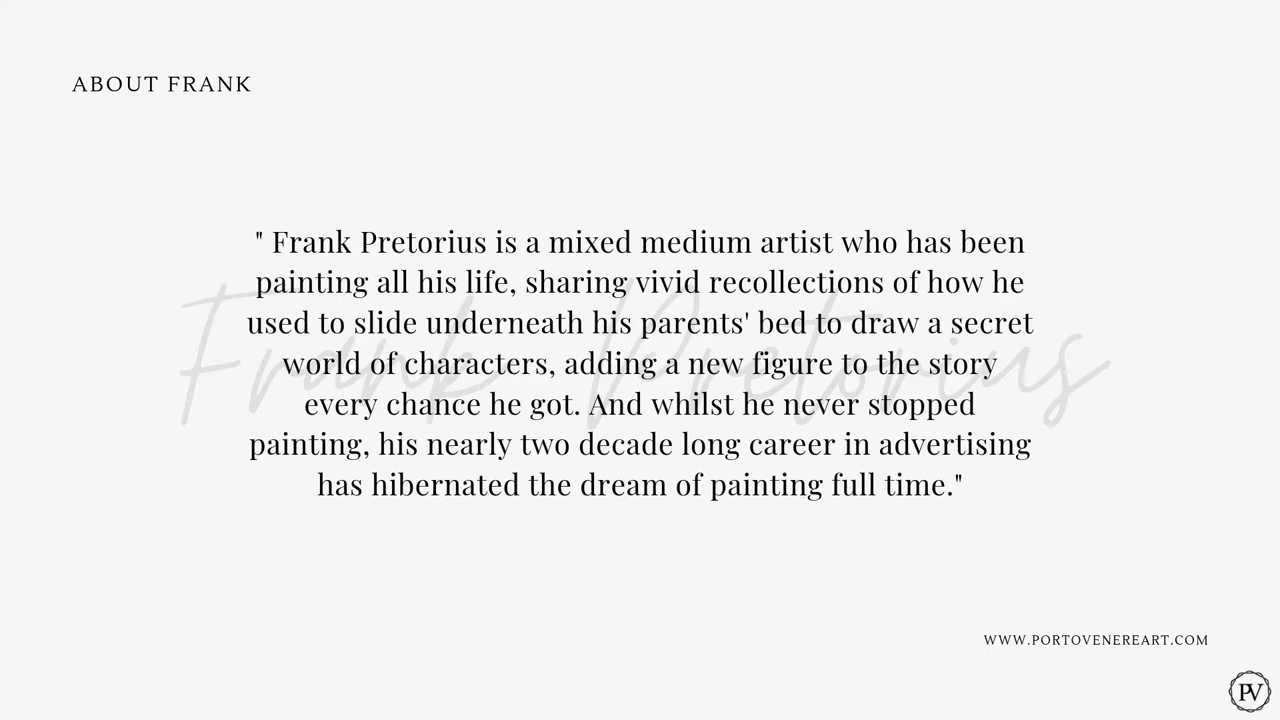 ABOUT FRANK
Frank Pretorius
" Frank Pretorius is a mixed medium artist who has been
painting all his life, sharing vivid recollections of how he
used to slide underneath his parents' bed to draw a secret
world of characters, adding a new figure to the story
every chance he got. And whilst he never stopped
painting, his nearly two decade long career in advertising
has hibernated the dream of painting full time."
WWW.PORTOVENEREART.COM
PV